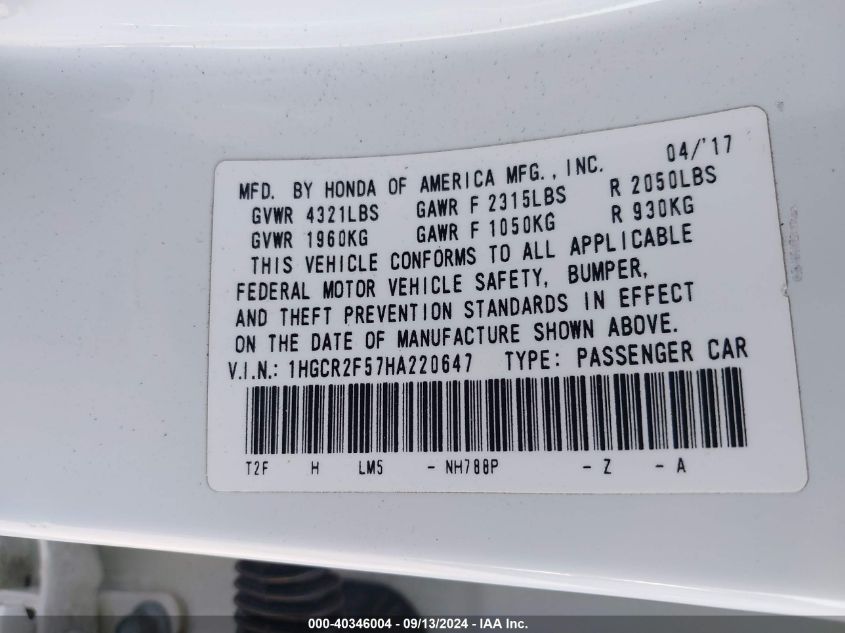 04/'17
MFD. BY HONDA OF AMERICA MFG., INC.
GVWR 4321LBS GAWR F 2315LBS R 2050LBS
GVWR 1960KG GAWR F 1050KG R 930KG
THIS VEHICLE CONFORMS TO ALL APPLICABLE
FEDERAL MOTOR VEHICLE SAFETY, BUMPER,
AND THEFT PREVENTION STANDARDS IN EFFECT
ON THE DATE OF MANUFACTURE SHOWN ABOVE.
V.I.N.: 1HGCR2F57HA220647 TYPE: PASSENGER CAR
T2F H LM5 - NH788P - Z - A
000-40346004 - 09/13/2024 - IAA Inc.